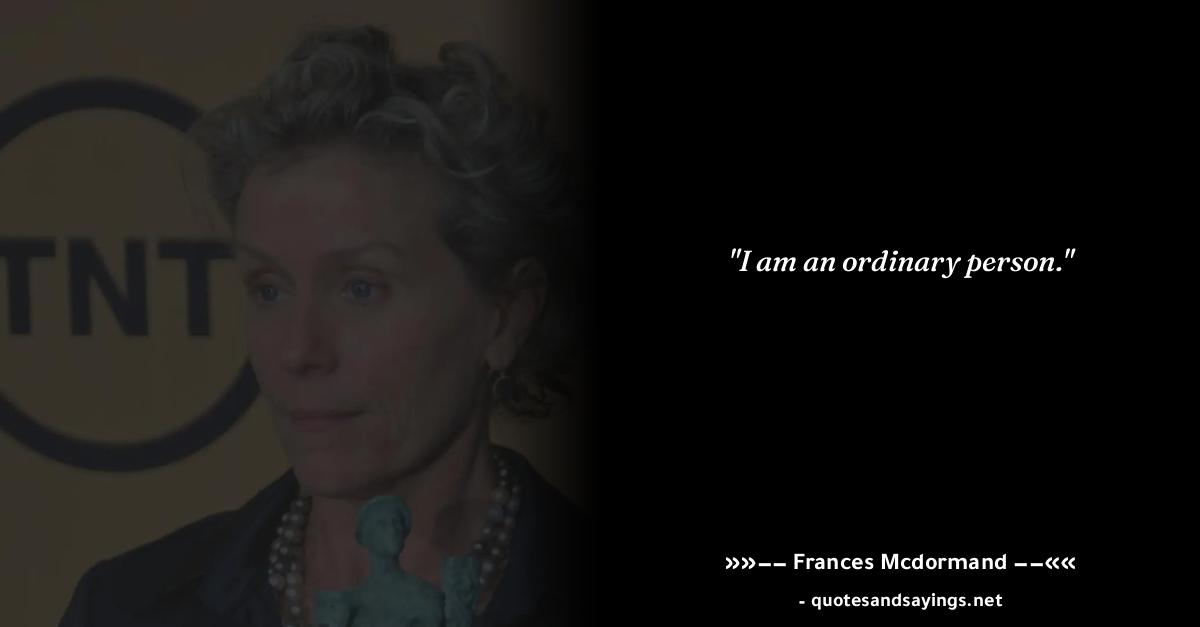 TNT
"I am an ordinary person."
»»−− Frances Mcdormand −−««
- quotesandsayings.net